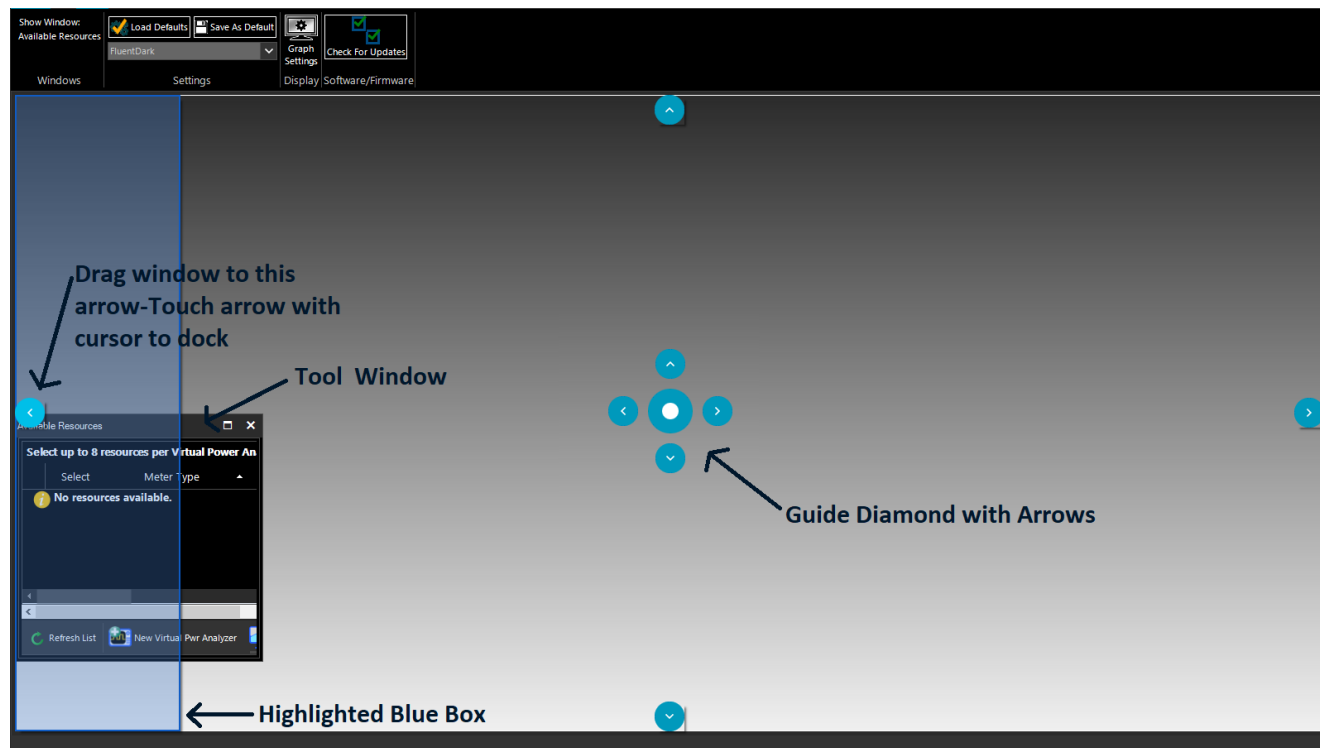 Show Window:
Available Resources
Load Defaults
Save As Default
FluentDark
Graph
Settings
Check For Updates
Windows
Settings
Display
Software/Firmware
Drag window to this
arrow-Touch arrow with
cursor to dock
Tool Window
Available Resources
Select up to 8 resources per Virtual Power An
Select
Meter Type
No resources available.
Guide Diamond with Arrows
Refresh List
New Virtual Pwr Analyzer
Highlighted Blue Box